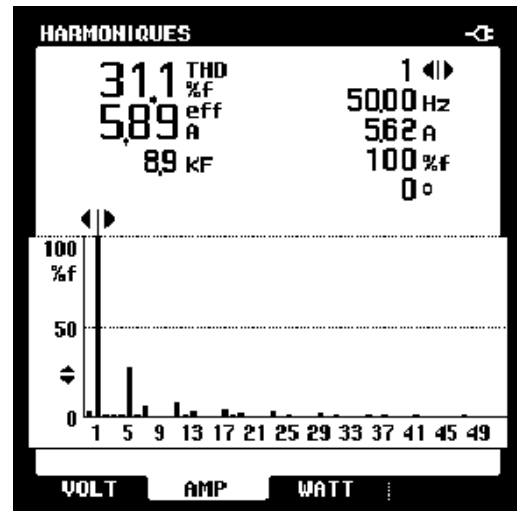 HARMONIQUES
31,1 THD %f
5,89 eff A
8,9 KF
1
50,00 Hz
5,62 A
100 %f
0 °
100
%f
50
0
1 5 9 13 17 21 25 29 33 37 41 45 49
VOLT AMP WATT